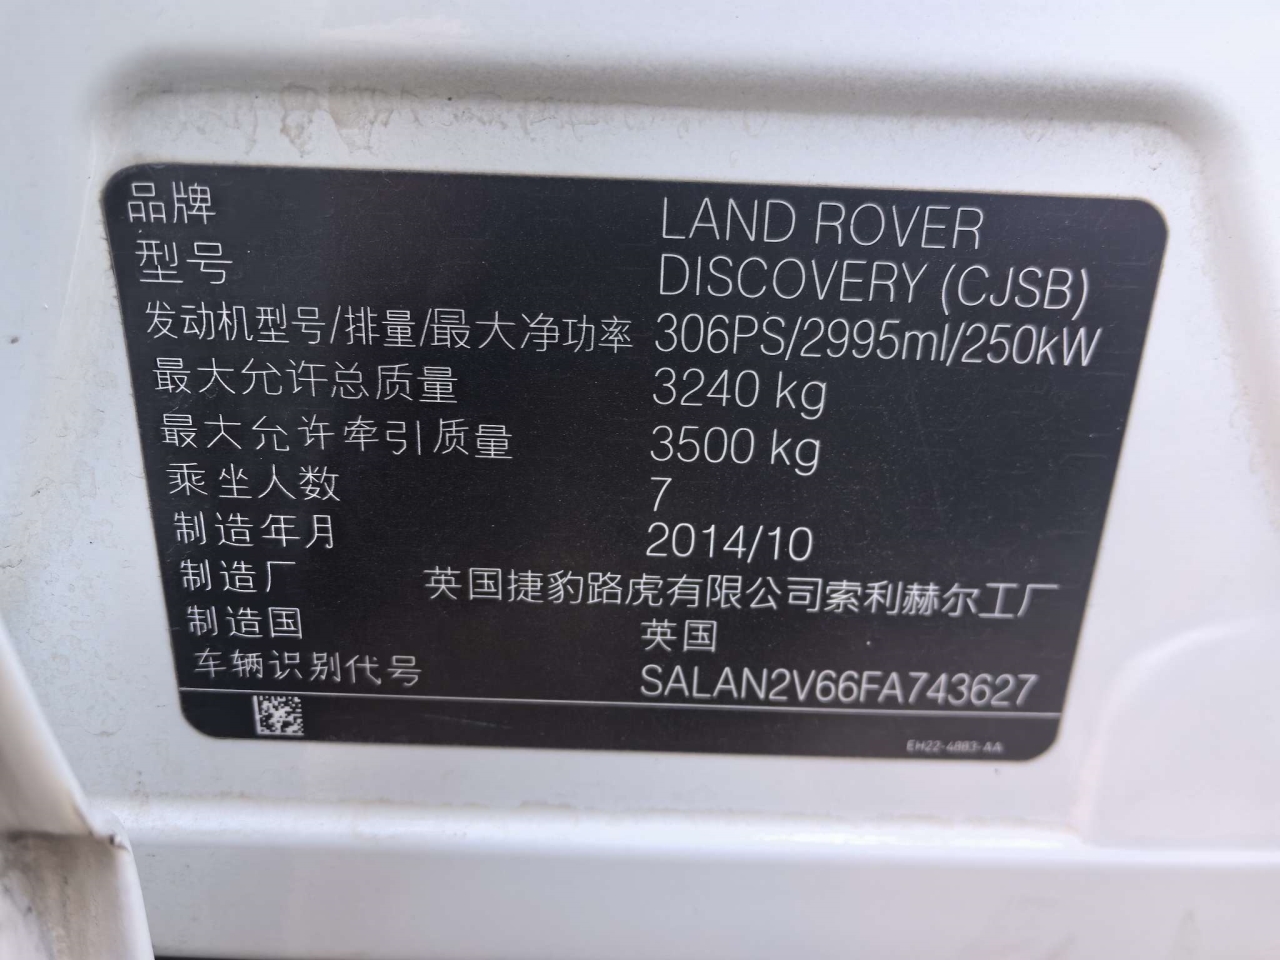 品牌 LAND ROVER
型号 DISCOVERY (CJSB)
发动机型号/排量/最大净功率 306PS/2995ml/250kW
最大允许总质量 3240 kg
最大允许牵引质量 3500 kg
乘坐人数 7
制造年月 2014/10
制造厂 英国捷豹路虎有限公司索利赫尔工厂
制造国 英国
车辆识别代号 SALAN2V66FA743627
EH22-4883-AA